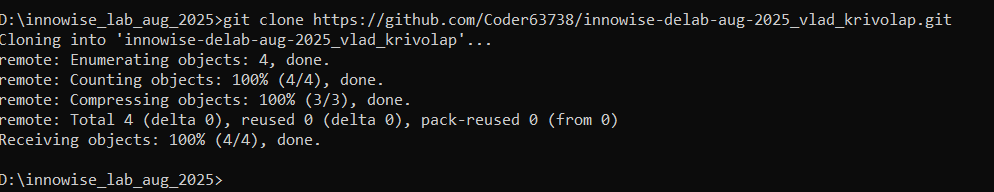 D:\innowise_lab_aug_2025>git clone https://github.com/Coder63738/innowise-delab-aug-2025_vlad_krivolap.git
Cloning into 'innowise-delab-aug-2025_vlad_krivolap'...
remote: Enumerating objects: 4, done.
remote: Counting objects: 100% (4/4), done.
remote: Compressing objects: 100% (3/3), done.
remote: Total 4 (delta 0), reused 0 (delta 0), pack-reused 0 (from 0)
Receiving objects: 100% (4/4), done.
D:\innowise_lab_aug_2025>